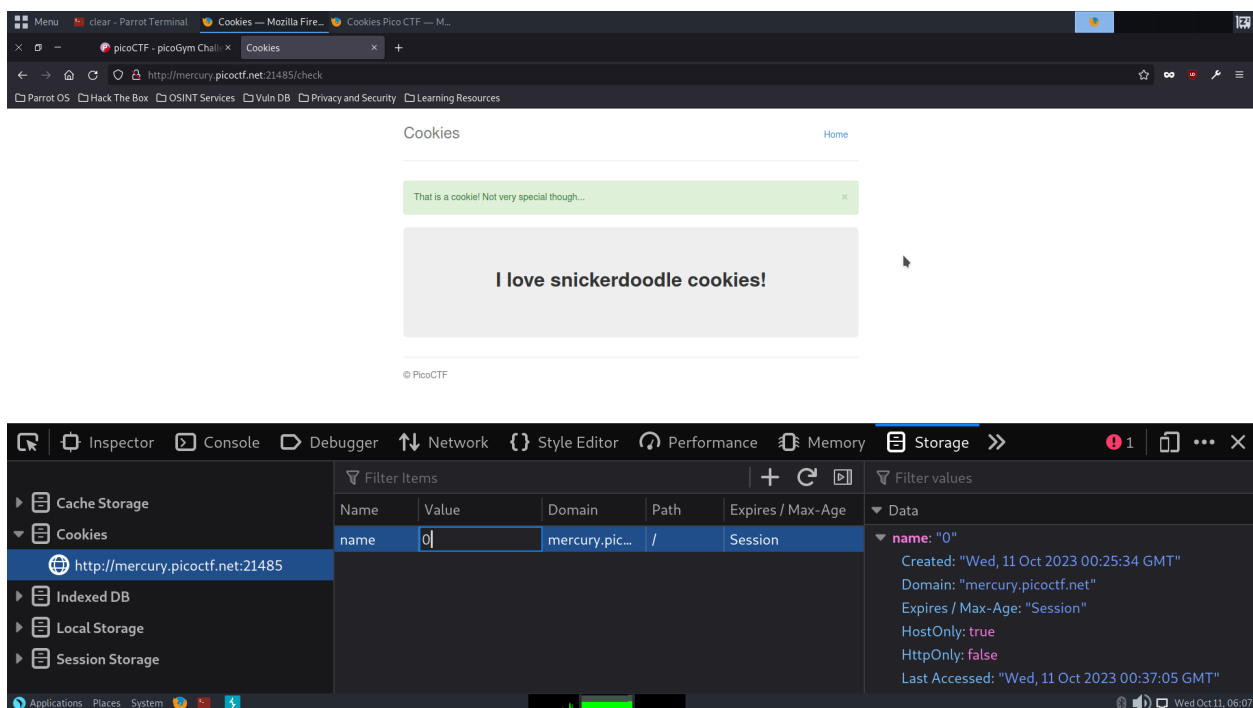 Menu clear - Parrot Terminal Cookies — Mozilla Fire... Cookies Pico CTF — M...
picoCTF - picoGym Challe Cookies
http://mercury.picoctf.net:21485/check
Parrot OS Hack The Box OSINT Services Vuln DB Privacy and Security Learning Resources
Cookies Home
That is a cookie! Not very special though... ×
I love snickerdoodle cookies!
© PicoCTF
Inspector Console Debugger Network Style Editor Performance Memory Storage 1
Filter Items Filter values
Cache Storage Name Value Domain Path Expires / Max-Age Data
Cookies name 0 mercury.pic... / Session name: "0"
http://mercury.picoctf.net:21485 Created: "Wed, 11 Oct 2023 00:25:34 GMT"
Domain: "mercury.picoctf.net"
Indexed DB Expires / Max-Age: "Session"
Local Storage HostOnly: true
Session Storage HttpOnly: false
Last Accessed: "Wed, 11 Oct 2023 00:37:05 GMT"
Applications Places System Wed Oct 11, 06:07